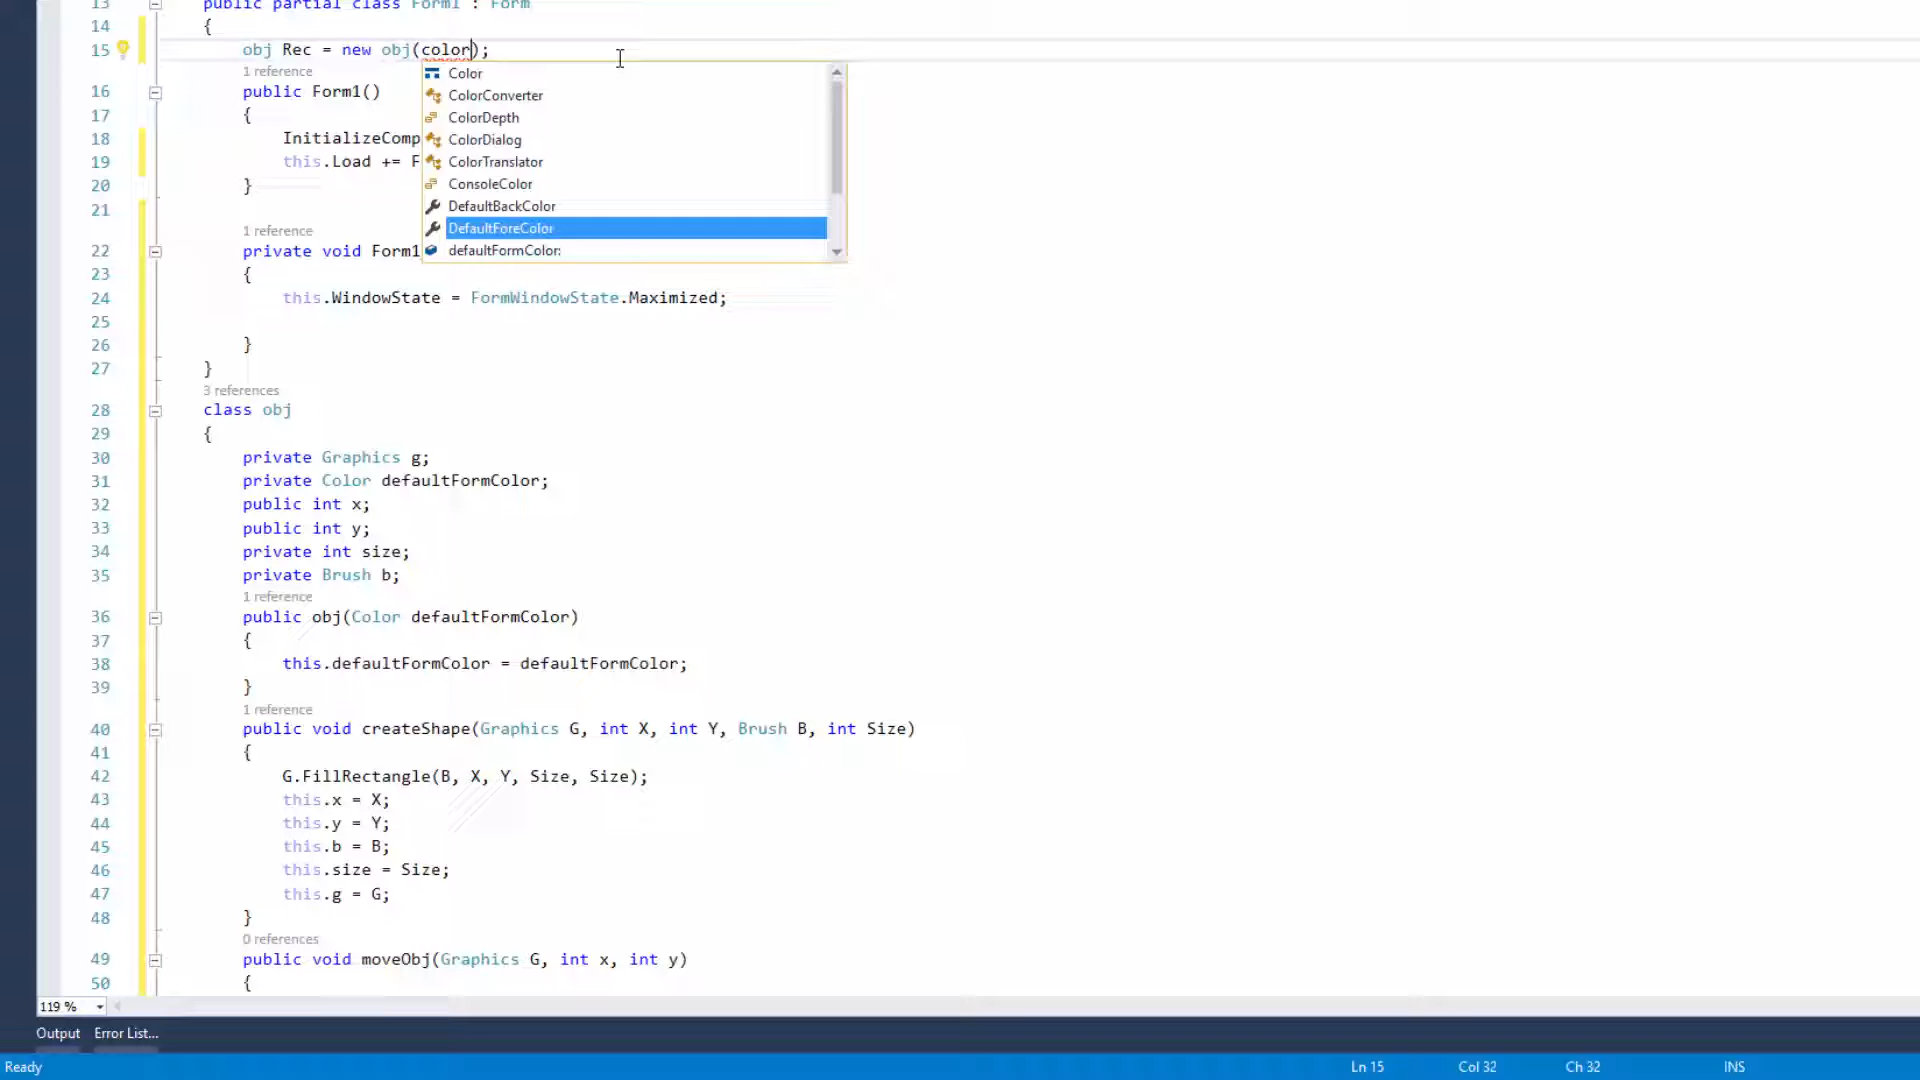 13 public partial class Form1 : Form
14 {
15 obj Rec = new obj(color);
1 reference
Color
16 public Form1()
ColorConverter
17 {
ColorDepth
18 InitializeComp
ColorDialog
19 this.Load += F
ColorTranslator
20 }
ConsoleColor
21
DefaultBackColor
1 reference
DefaultForeColor
22 private void Form1
defaultFormColor:
23 {
24 this.WindowState = FormWindowState.Maximized;
25
26 }
27 }
3 references
28 class obj
29 {
30 private Graphics g;
31 private Color defaultFormColor;
32 public int x;
33 public int y;
34 private int size;
35 private Brush b;
1 reference
36 public obj(Color defaultFormColor)
37 {
38 this.defaultFormColor = defaultFormColor;
39 }
1 reference
40 public void createShape(Graphics G, int X, int Y, Brush B, int Size)
41 {
42 G.FillRectangle(B, X, Y, Size, Size);
43 this.x = X;
44 this.y = Y;
45 this.b = B;
46 this.size = Size;
47 this.g = G;
48 }
0 references
49 public void moveObj(Graphics G, int x, int y)
50 {
119 %
Output Error List...
Ready Ln 15 Col 32 Ch 32 INS